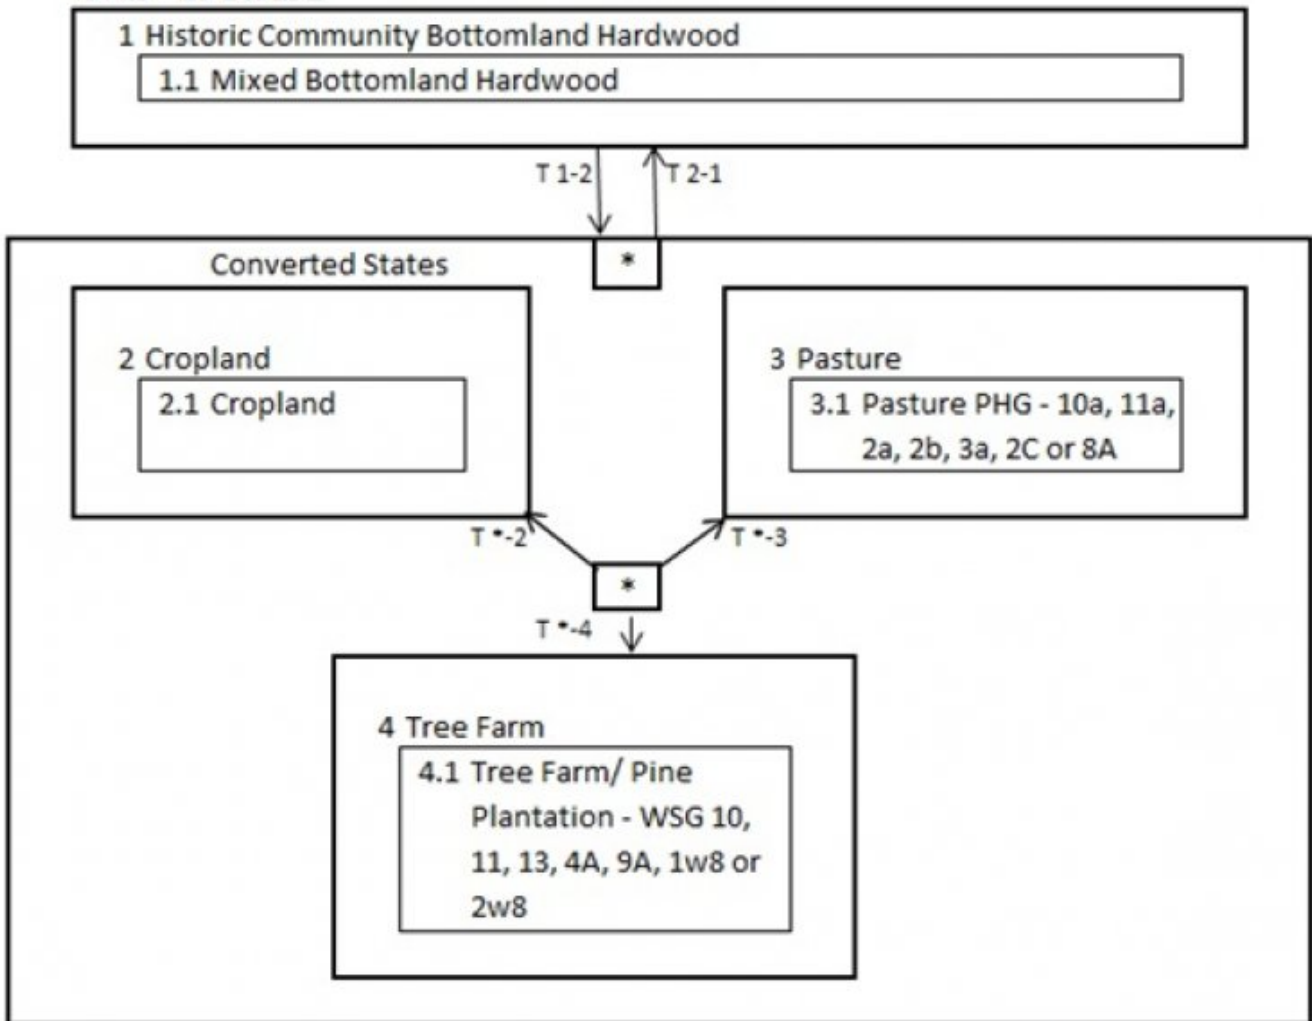 1 Historic Community Bottomland Hardwood
1.1 Mixed Bottomland Hardwood
T 1-2
T 2-1
*
Converted States
2 Cropland
2.1 Cropland
3 Pasture
3.1 Pasture PHG - 10a, 11a,
2a, 2b, 3a, 2C or 8A
T *-2
T *-3
*
T *-4
4 Tree Farm
4.1 Tree Farm/ Pine
Plantation - WSG 10,
11, 13, 4A, 9A, 1w8 or
2w8